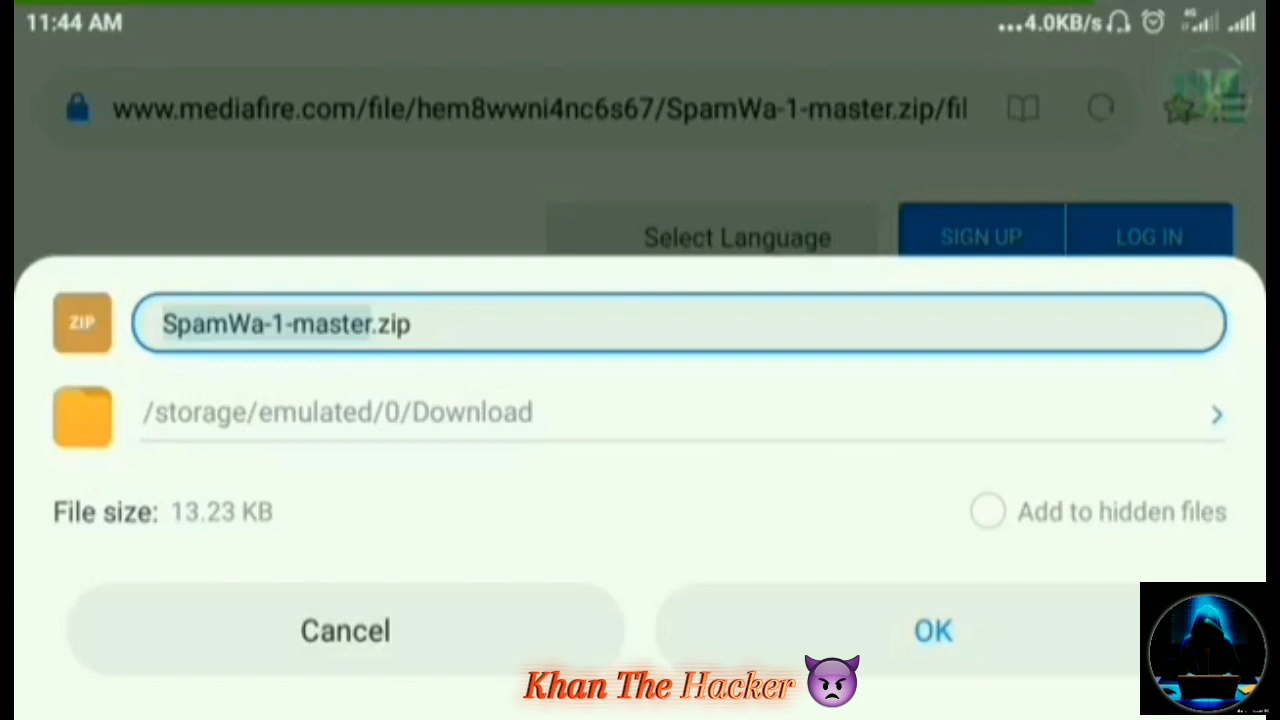 11:44 AM
...4.0KB/s 4G
www.mediafire.com/file/hem8wwni4nc6s67/SpamWa-1-master.zip/fil
Select Language
SIGN UP
LOG IN
ZIP
SpamWa-1-master.zip
/storage/emulated/0/Download
File size: 13.23 KB
Add to hidden files
Cancel
OK
Khan The Hacker